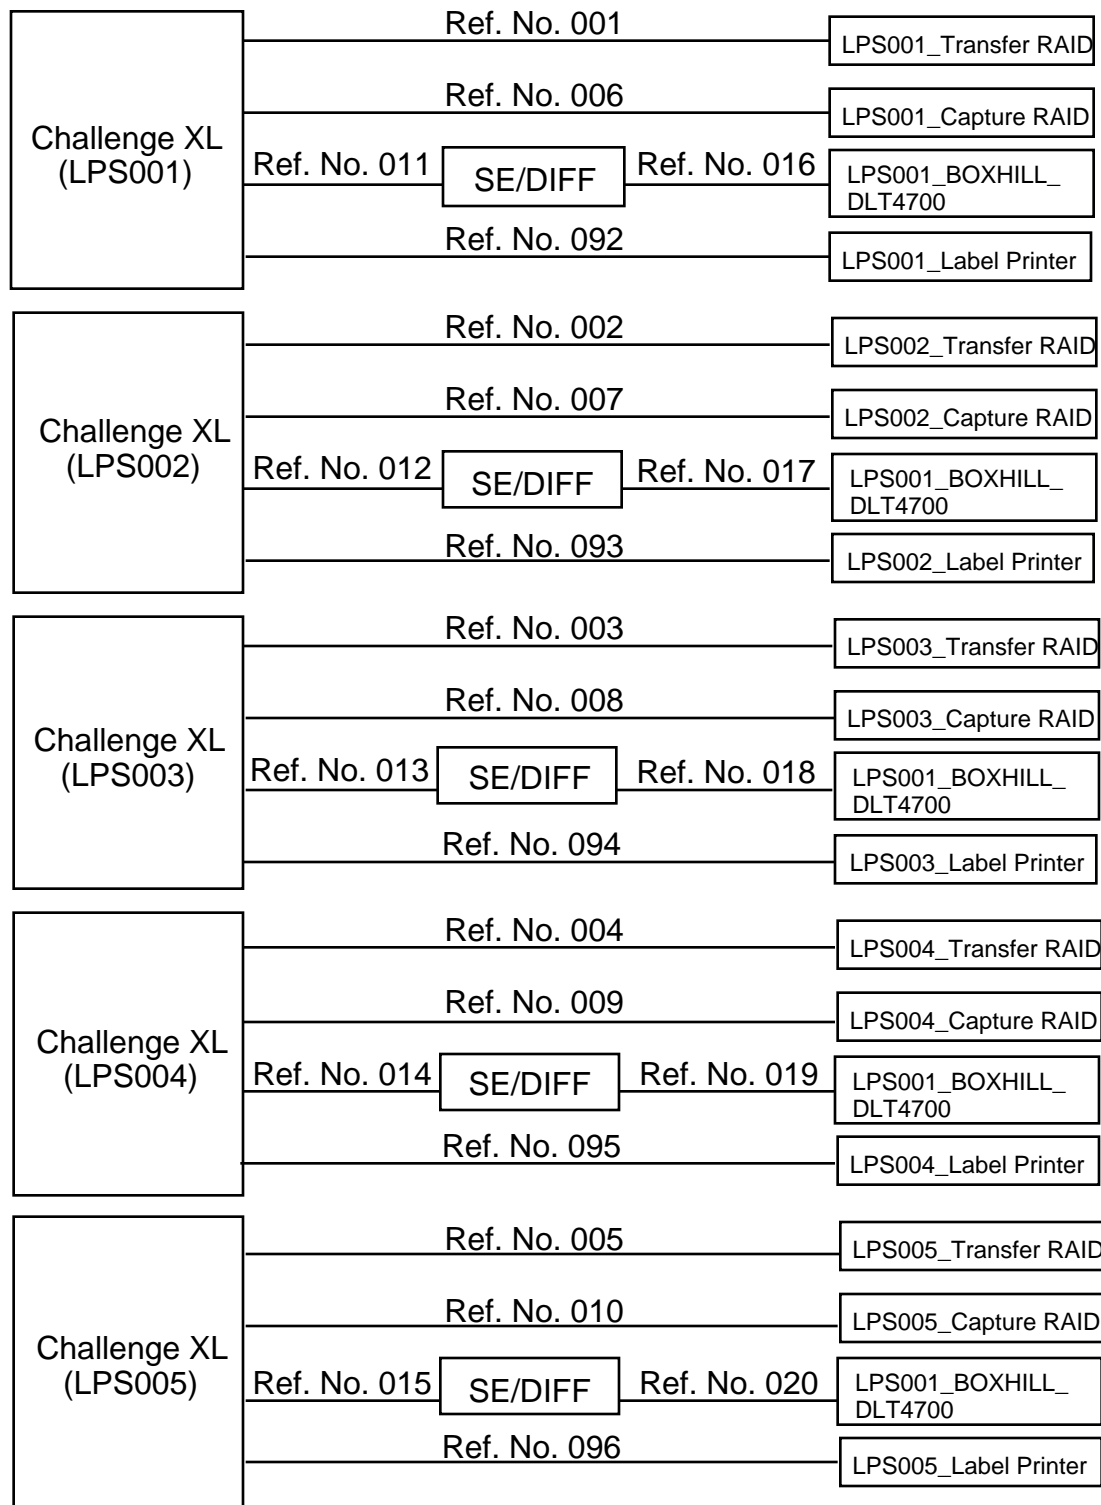 Ref. No. 001
LPS001_Transfer RAID
Ref. No. 006
LPS001_Capture RAID
Challenge XL
(LPS001)
Ref. No. 011
SE/DIFF
Ref. No. 016
LPS001_BOXHILL_
DLT4700
Ref. No. 092
LPS001_Label Printer
Ref. No. 002
LPS002_Transfer RAID
Ref. No. 007
LPS002_Capture RAID
Challenge XL
(LPS002)
Ref. No. 012
SE/DIFF
Ref. No. 017
LPS001_BOXHILL_
DLT4700
Ref. No. 093
LPS002_Label Printer
Ref. No. 003
LPS003_Transfer RAID
Ref. No. 008
LPS003_Capture RAID
Challenge XL
(LPS003)
Ref. No. 013
SE/DIFF
Ref. No. 018
LPS001_BOXHILL_
DLT4700
Ref. No. 094
LPS003_Label Printer
Ref. No. 004
LPS004_Transfer RAID
Ref. No. 009
LPS004_Capture RAID
Challenge XL
(LPS004)
Ref. No. 014
SE/DIFF
Ref. No. 019
LPS001_BOXHILL_
DLT4700
Ref. No. 095
LPS004_Label Printer
Ref. No. 005
LPS005_Transfer RAID
Ref. No. 010
LPS005_Capture RAID
Challenge XL
(LPS005)
Ref. No. 015
SE/DIFF
Ref. No. 020
LPS001_BOXHILL_
DLT4700
Ref. No. 096
LPS005_Label Printer